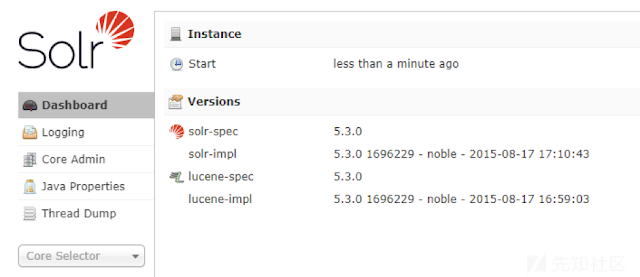 Solr
Dashboard
Logging
Core Admin
Java Properties
Thread Dump
Core Selector
Instance
Start less than a minute ago
Versions
solr-spec 5.3.0
solr-impl 5.3.0 1696229 - noble - 2015-08-17 17:10:43
lucene-spec 5.3.0
lucene-impl 5.3.0 1696229 - noble - 2015-08-17 16:59:03
先知社区